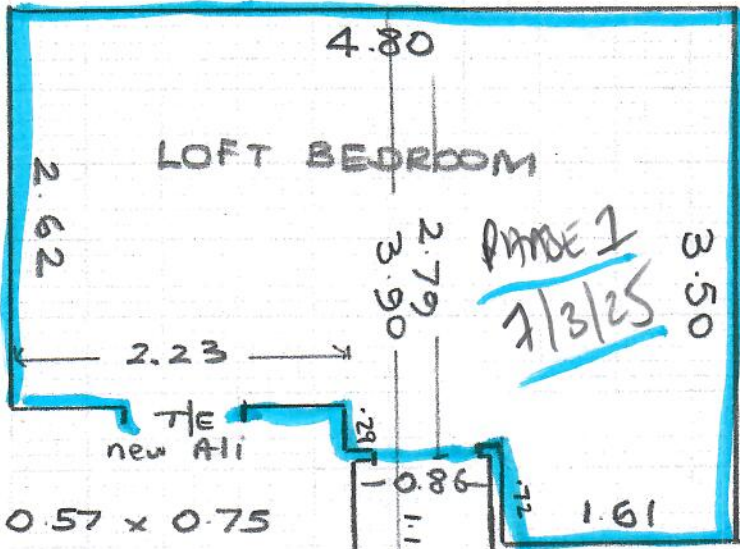 4.80
LOFT BEDROOM
2.62
2.79
3.90
PHASE 1
7/3/25
3.50
2.23
T/E
new Ali
.29
0.86
.72
1.61
0.57 x 0.75
1.1